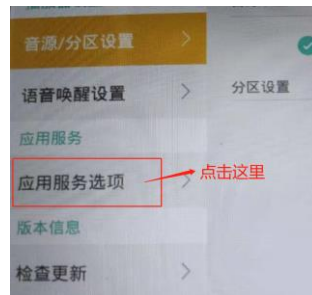 音源/分区设置
语音唤醒设置
分区设置
应用服务
应用服务选项
点击这里
版本信息
检查更新